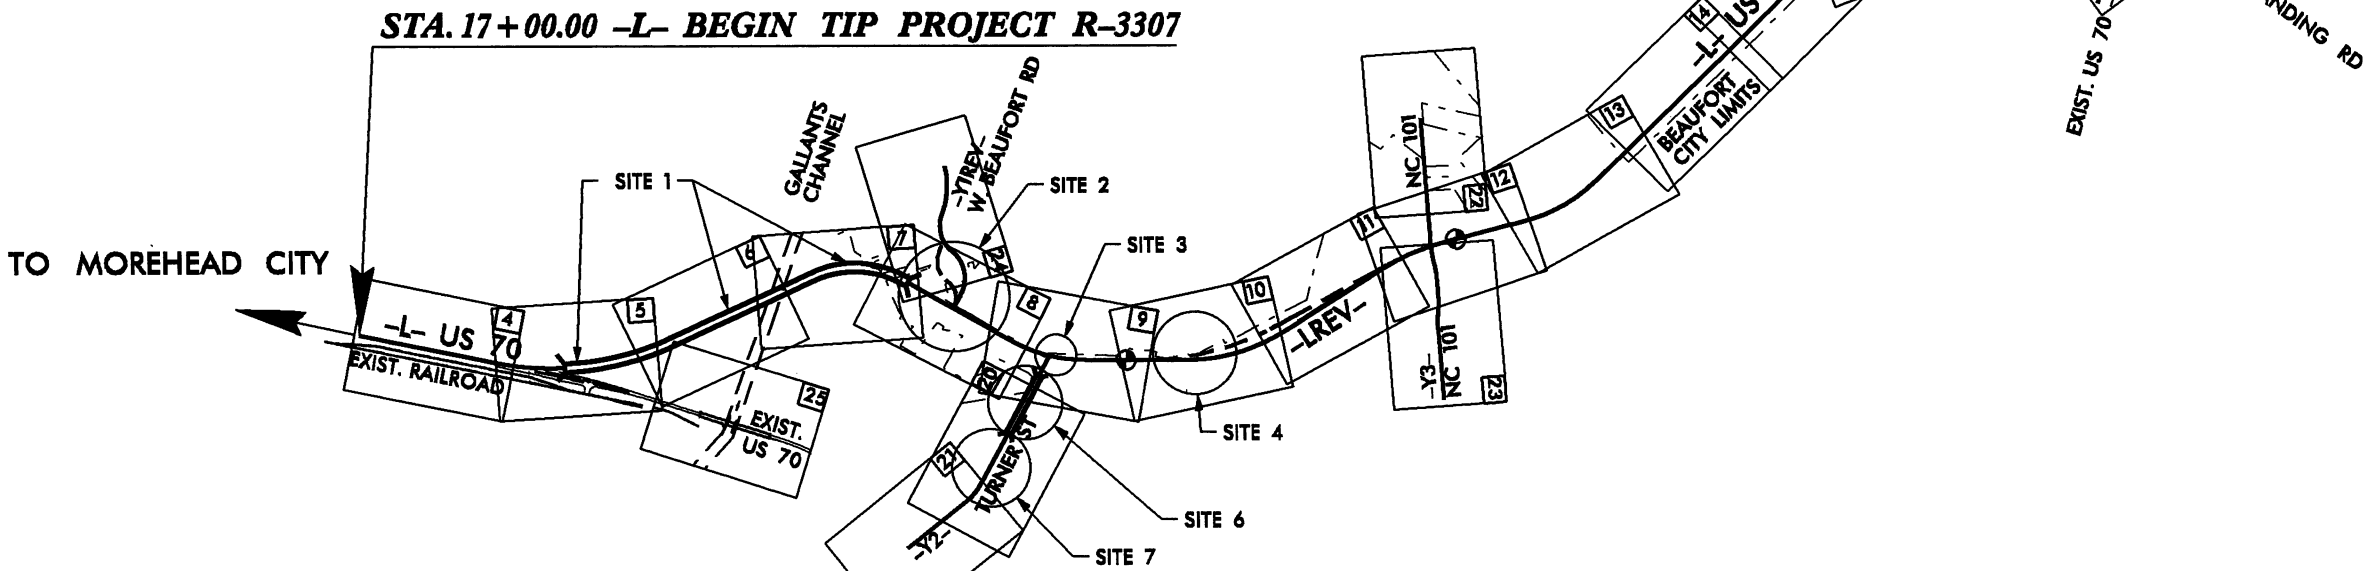 STA. 17+00.00 -L- BEGIN TIP PROJECT R-3307
14
-L- US
EXIST. US 70
NDING RD
13
BEAUFORT
CITY LIMITS
GALLANTS
CHANNEL
-Y1REV-
W. BEAUFORT RD
NC 101
SITE 1
SITE 2
12
22
11
7
6
24
SITE 3
TO MOREHEAD CITY
8
10
5
4
9
-L- US 70
-LREV-
EXIST. RAILROAD
20
25
-Y3-
NC 101
23
EXIST.
US 70
SITE 4
21
TURNER ST
SITE 6
-Y2-
SITE 7